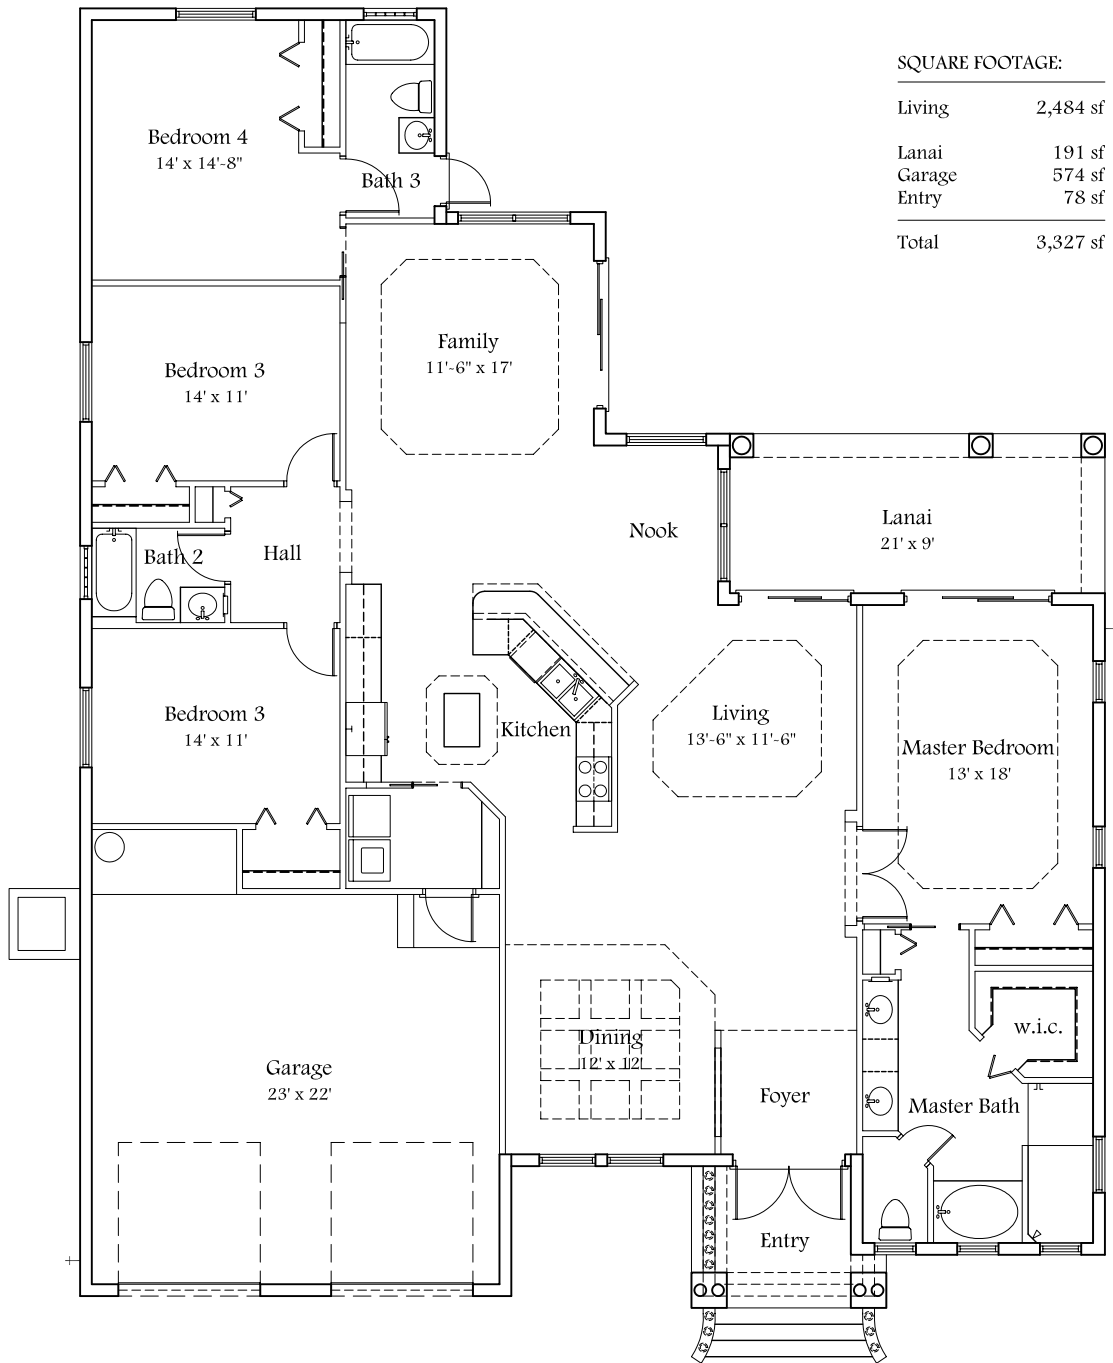 SQUARE FOOTAGE:
Living 2,484 sf
Lanai 191 sf
Garage 574 sf
Entry 78 sf
Total 3,327 sf
Bedroom 4
14' x 14'-8"
Bath 3
Family
11'-6" x 17'
Bedroom 3
14' x 11'
Nook
Lanai
21' x 9'
Bath 2
Hall
Bedroom 3
14' x 11'
Kitchen
Living
13'-6" x 11'-6"
Master Bedroom
13' x 18'
w.i.c.
Dining
12' x 12'
Garage
23' x 22'
Foyer
Master Bath
Entry